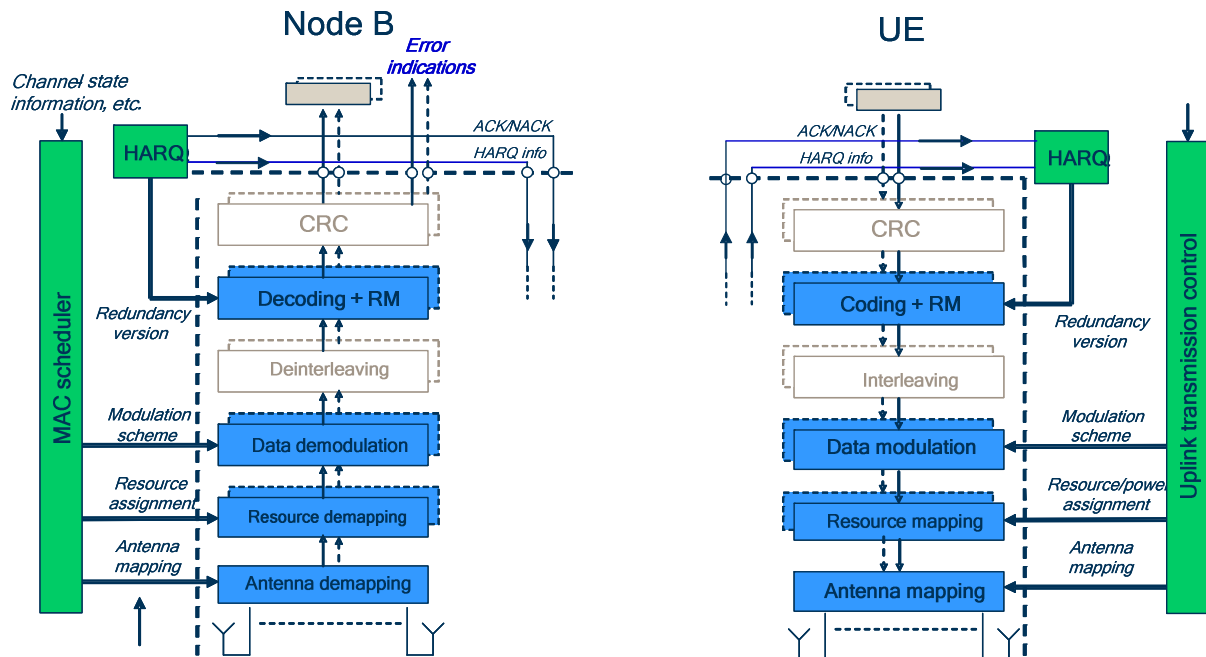 Node B
Error
indications
Channel state
information, etc.
ACK/NACK
HARQ
HARQ info
CRC
Decoding + RM
Redundancy
version
Deinterleaving
MAC scheduler
Modulation
scheme
Data demodulation
Resource
assignment
Resource demapping
Antenna
mapping
Antenna demapping
UE
ACK/NACK
HARQ info
HARQ
CRC
Coding + RM
Redundancy
version
Interleaving
Uplink transmission control
Modulation
scheme
Data modulation
Resource/power
assignment
Resource mapping
Antenna
mapping
Antenna mapping